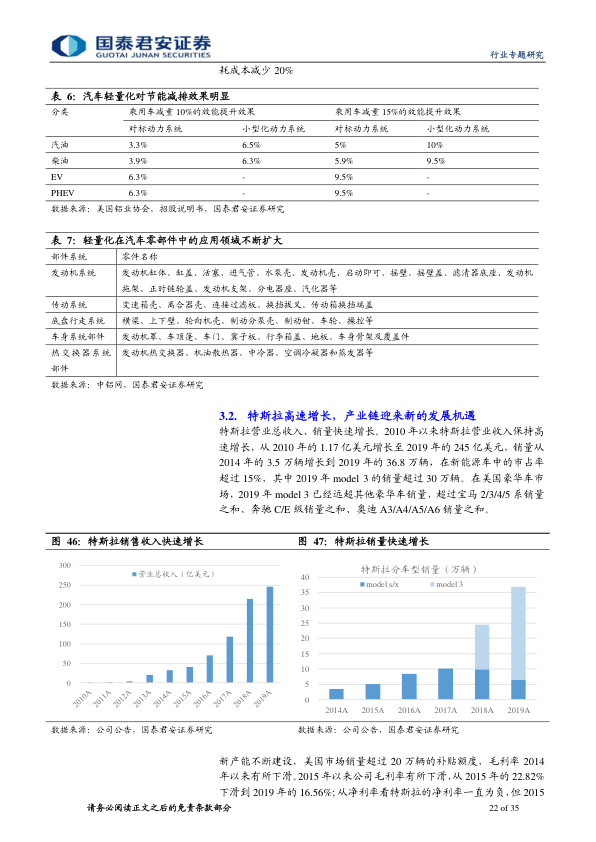 国泰君安证券
GUOTAI JUNAN SECURITIES
行业专题研究
耗成本减少 20%
表 6：汽车轻量化对节能减排效果明显
分类 乘用车减重 10%的效能提升效果 乘用车减重 15%的效能提升效果
对标动力系统 小型化动力系统 对标动力系统 小型化动力系统
汽油 3.3% 6.5% 5% 10%
柴油 3.9% 6.3% 5.9% 9.5%
EV 6.3% - 9.5% -
PHEV 6.3% - 9.5% -
数据来源：美国铝业协会，招股说明书，国泰君安证券研究
表 7：轻量化在汽车零部件中的应用领域不断扩大
部件系统 零件名称
发动机系统 发动机缸体、缸盖、活塞、进气管、水泵壳、发动机壳、启动即可、摇壁、摇壁盖、滤清器底座、发动机
拖架、正时链轮盖、发动机支架、分电器座、汽化器等
传动系统 变速箱壳、离合器壳、连接过滤板、换挡拔叉、传动箱换挡端盖
底盘行走系统 横梁、上下壁、轮向机壳、制动分泵壳、制动钳、车轮、操控等
车身系统部件 发动机罩、车顶莲、车门、翼子板、行李箱盖、地板、车身骨架及覆盖件
热交换器系统 发动机热交换器、机油散热器、中冷器、空调冷凝器和蒸发器等
部件
数据来源：中铝网，国泰君安证券研究
3.2. 特斯拉高速增长，产业链迎来新的发展机遇
特斯拉营业总收入、销量快速增长。2010 年以来特斯拉营业收入保持高
速增长，从 2010 年的 1.17 亿美元增长至 2019 年的 245 亿美元，销量从
2014 年的 3.5 万辆增长到 2019 年的 36.8 万辆，在新能源车中的市占率
超过 15%，其中 2019 年 model 3 的销量超过 30 万辆。在美国豪华车市
场，2019 年 model 3 已经远超其他豪华车销量，超过宝马 2/3/4/5 系销量
之和、奔驰 C/E 级销量之和、奥迪 A3/A4/A5/A6 销量之和。
图 46：特斯拉销售收入快速增长 图 47：特斯拉销量快速增长
营业总收入（亿美元）
300
250
200
150
100
50
0
2010A 2011A 2012A 2013A 2014A 2015A 2016A 2017A 2018A 2019A
特斯拉分车型销量（万辆）
model s/x model 3
40
35
30
25
20
15
10
5
0
2014A 2015A 2016A 2017A 2018A 2019A
数据来源：公司公告，国泰君安证券研究 数据来源：公司公告，国泰君安证券研究
新产能不断建设，美国市场销量超过 20 万辆的补贴额度，毛利率 2014
年以来有所下滑。2015 年以来公司毛利率有所下滑，从 2015 年的 22.82%
下滑到 2019 年的 16.56%；从净利率看特斯拉的净利率一直为负，但 2015
请务必阅读正文之后的免责条款部分 22 of 35